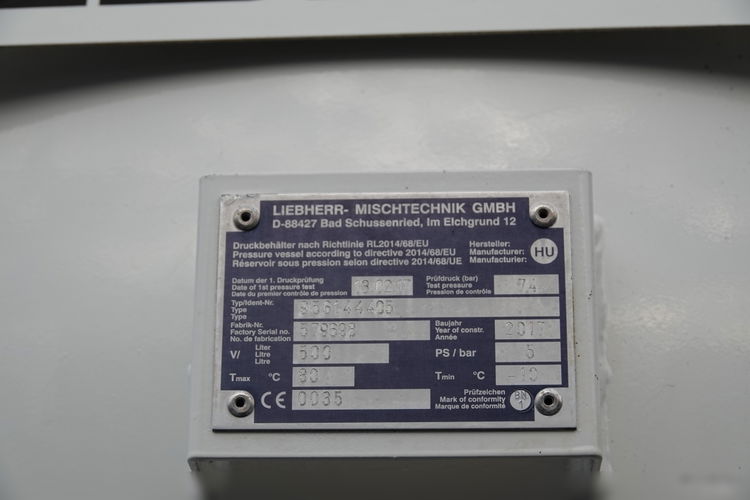 LIEBHERR- MISCHTECHNIK GMBH
D-88427 Bad Schussenried, Im Elchgrund 12
Druckbehälter nach Richtlinie RL2014/68/EU
Pressure vessel according to directive 2014/68/EU
Réservoir sous pression selon directive 2014/68/UE
Hersteller:
Manufacturer:
Manufacturier:
HU
Datum der 1. Druckprüfung
Date of 1st pressure test
Date du premier contrôle de pression
Prüfdruck (bar)
Test pressure
Pression de contrôle
Typ/Ident-Nr.
Type
Type
Fabrik-Nr.
Factory Serial no.
No. de fabrication
Baujahr
Year of constr.
Année
2017
V/ Liter
Litre
Litre
500
PS / bar
5
Tmax °C
Tmin °C
-10
CE 0035
Prüfzeichen
Mark of conformity
Marque de conformité